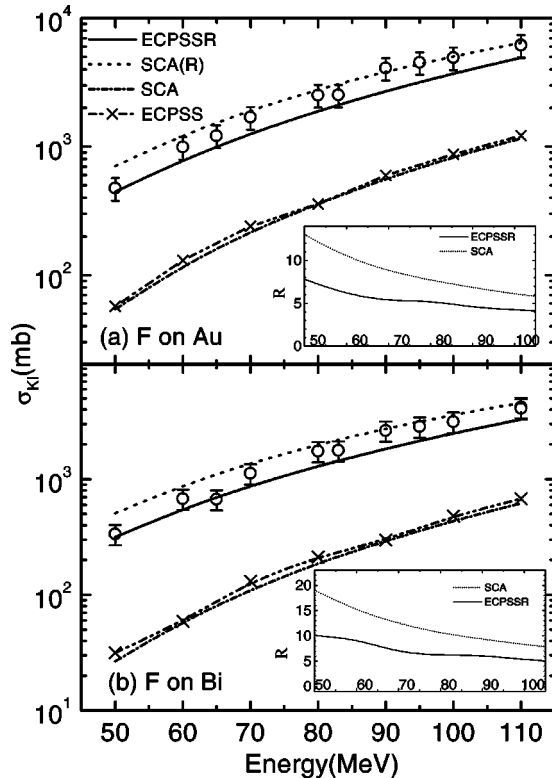 10^4
ECPSSR
SCA(R)
SCA
ECPSS
10^3
10^2
ECPSSR
SCA
10
5
0
R
50 60 70 80 90 100
(a) F on Au
σ_KI(mb)
10^3
10^2
10^1
SCA
ECPSSR
20
15
10
5
0
R
50 60 70 80 90 100
(b) F on Bi
50 60 70 80 90 100 110
Energy(MeV)